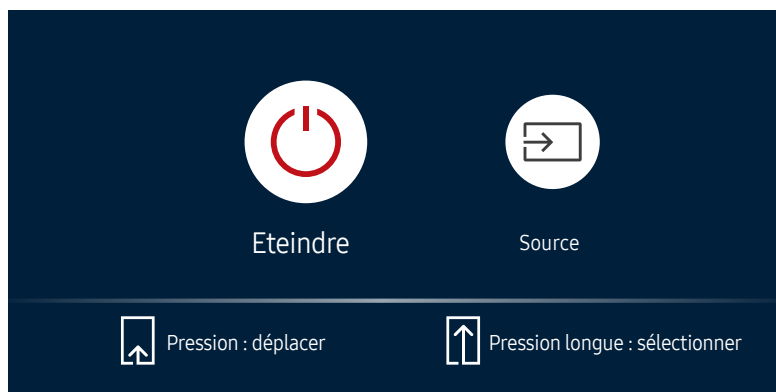 Eteindre
Source
Pression : déplacer
Pression longue : sélectionner